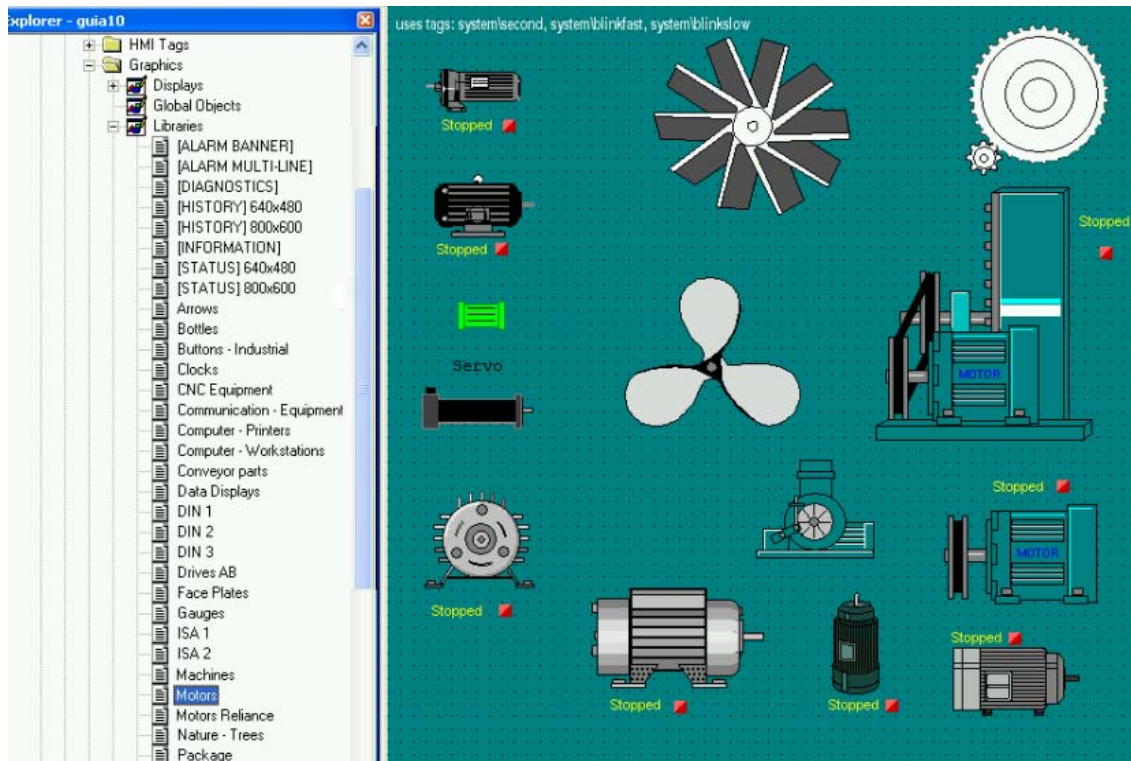 Explorer - guia10
HMI Tags
Graphics
Displays
Global Objects
Libraries
[ALARM BANNER]
[ALARM MULTI-LINE]
[DIAGNOSTICS]
[HISTORY] 640x480
[HISTORY] 800x600
[INFORMATION]
[STATUS] 640x480
[STATUS] 800x600
Arrows
Bottles
Buttons - Industrial
Clocks
CNC Equipment
Communication - Equipment
Computer - Printers
Computer - Workstations
Conveyor parts
Data Displays
DIN 1
DIN 2
DIN 3
Drives AB
Face Plates
Gauges
ISA 1
ISA 2
Machines
Motors
Motors Reliance
Nature - Trees
Package
uses tags: system\second, system\blinkfast, system\blinkslow
Stopped
Stopped
Stopped
Servo
MOTOR
Stopped
MOTOR
Stopped
Stopped
Stopped
Stopped